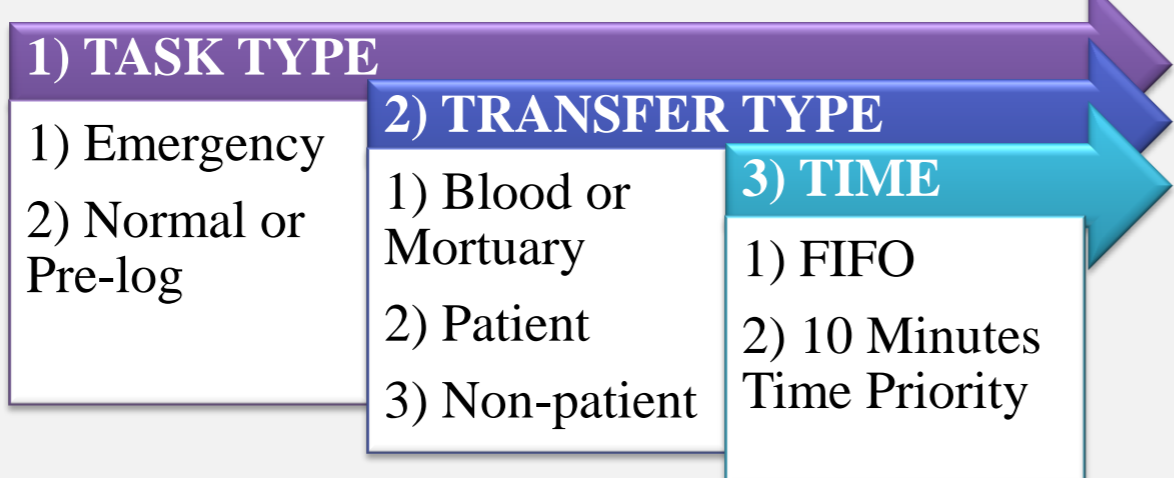 1) TASK TYPE
1) Emergency
2) Normal or
Pre-log
2) TRANSFER TYPE
1) Blood or
Mortuary
2) Patient
3) Non-patient
3) TIME
1) FIFO
2) 10 Minutes
Time Priority